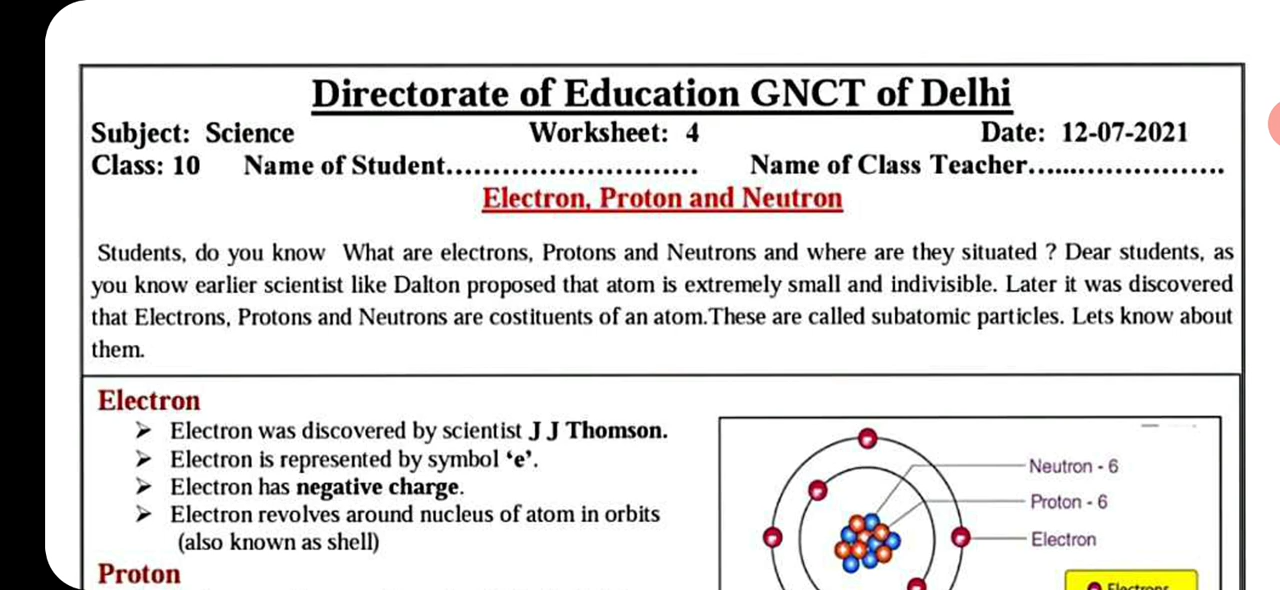 Directorate of Education GNCT of Delhi
Subject: Science Worksheet: 4 Date: 12-07-2021
Class: 10 Name of Student........................... Name of Class Teacher.....................
Electron, Proton and Neutron
Students, do you know What are electrons, Protons and Neutrons and where are they situated ? Dear students, as
you know earlier scientist like Dalton proposed that atom is extremely small and indivisible. Later it was discovered
that Electrons, Protons and Neutrons are costituents of an atom.These are called subatomic particles. Lets know about
them.
Electron
➢ Electron was discovered by scientist J J Thomson.
➢ Electron is represented by symbol ‘e’.
➢ Electron has negative charge.
➢ Electron revolves around nucleus of atom in orbits
(also known as shell)
Proton
Neutron - 6
Proton - 6
Electron
Electrons